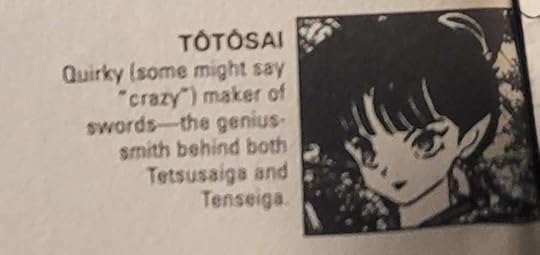 TÔTÔSAI
Quirky (some might say
"crazy") maker of
swords—the genius-
smith behind both
Tetsusaiga and
Tenseiga.